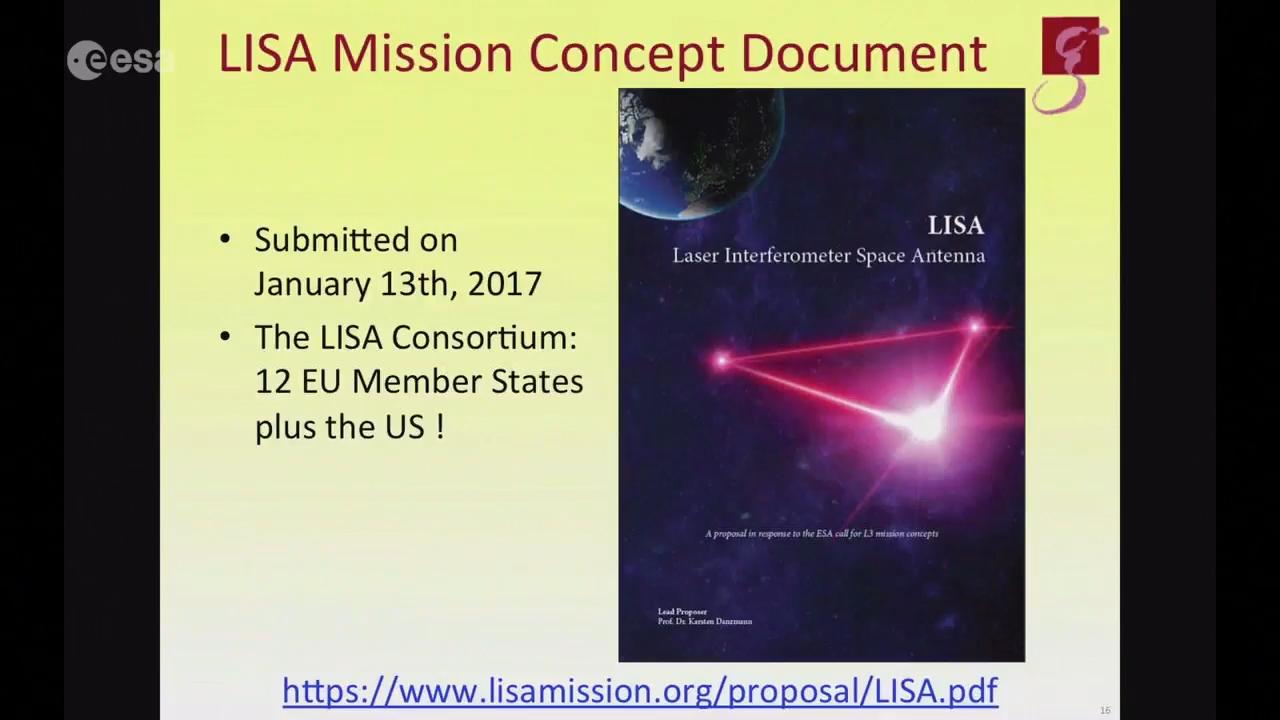 esa
LISA Mission Concept Document
• Submitted on
January 13th, 2017
• The LISA Consortium:
12 EU Member States
plus the US !
LISA
Laser Interferometer Space Antenna
A proposal in response to the ESA call for L3 mission concepts
Lead Proposer
Prof. Dr. Karsten Danzmann
https://www.lisamission.org/proposal/LISA.pdf
16